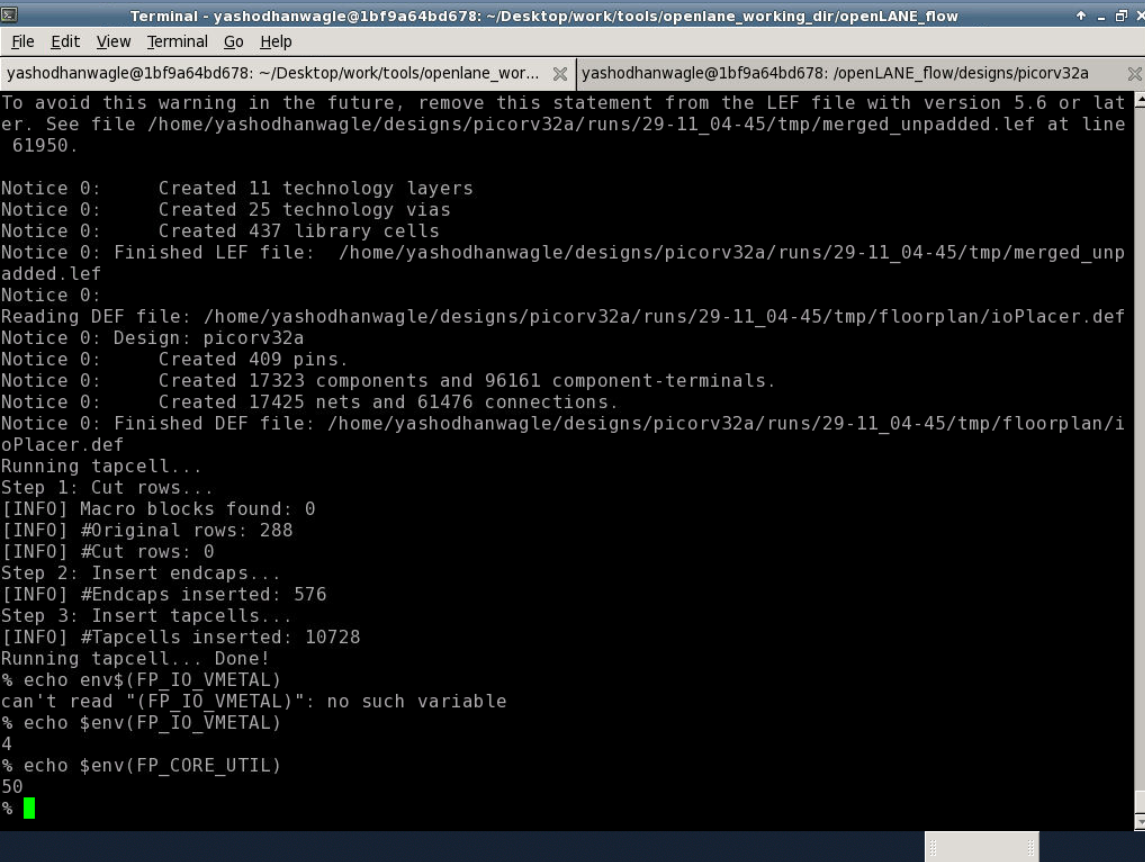 Terminal - yashodhanwagle@1bf9a64bd678: ~/Desktop/work/tools/openlane_working_dir/openLANE_flow
File Edit View Terminal Go Help
yashodhanwagle@1bf9a64bd678: ~/Desktop/work/tools/openlane_wor... yashodhanwagle@1bf9a64bd678: /openLANE_flow/designs/picorv32a
To avoid this warning in the future, remove this statement from the LEF file with version 5.6 or lat
er. See file /home/yashodhanwagle/designs/picorv32a/runs/29-11_04-45/tmp/merged_unpadded.lef at line
 61950.
Notice 0:     Created 11 technology layers
Notice 0:     Created 25 technology vias
Notice 0:     Created 437 library cells
Notice 0: Finished LEF file:  /home/yashodhanwagle/designs/picorv32a/runs/29-11_04-45/tmp/merged_unp
added.lef
Notice 0:
Reading DEF file: /home/yashodhanwagle/designs/picorv32a/runs/29-11_04-45/tmp/floorplan/ioPlacer.def
Notice 0: Design: picorv32a
Notice 0:     Created 409 pins.
Notice 0:     Created 17323 components and 96161 component-terminals.
Notice 0:     Created 17425 nets and 61476 connections.
Notice 0: Finished DEF file: /home/yashodhanwagle/designs/picorv32a/runs/29-11_04-45/tmp/floorplan/i
oPlacer.def
Running tapcell...
Step 1: Cut rows...
[INFO] Macro blocks found: 0
[INFO] #Original rows: 288
[INFO] #Cut rows: 0
Step 2: Insert endcaps...
[INFO] #Endcaps inserted: 576
Step 3: Insert tapcells...
[INFO] #Tapcells inserted: 10728
Running tapcell... Done!
% echo env$(FP_IO_VMETAL)
can't read "(FP_IO_VMETAL)": no such variable
% echo $env(FP_IO_VMETAL)
4
% echo $env(FP_CORE_UTIL)
50
%